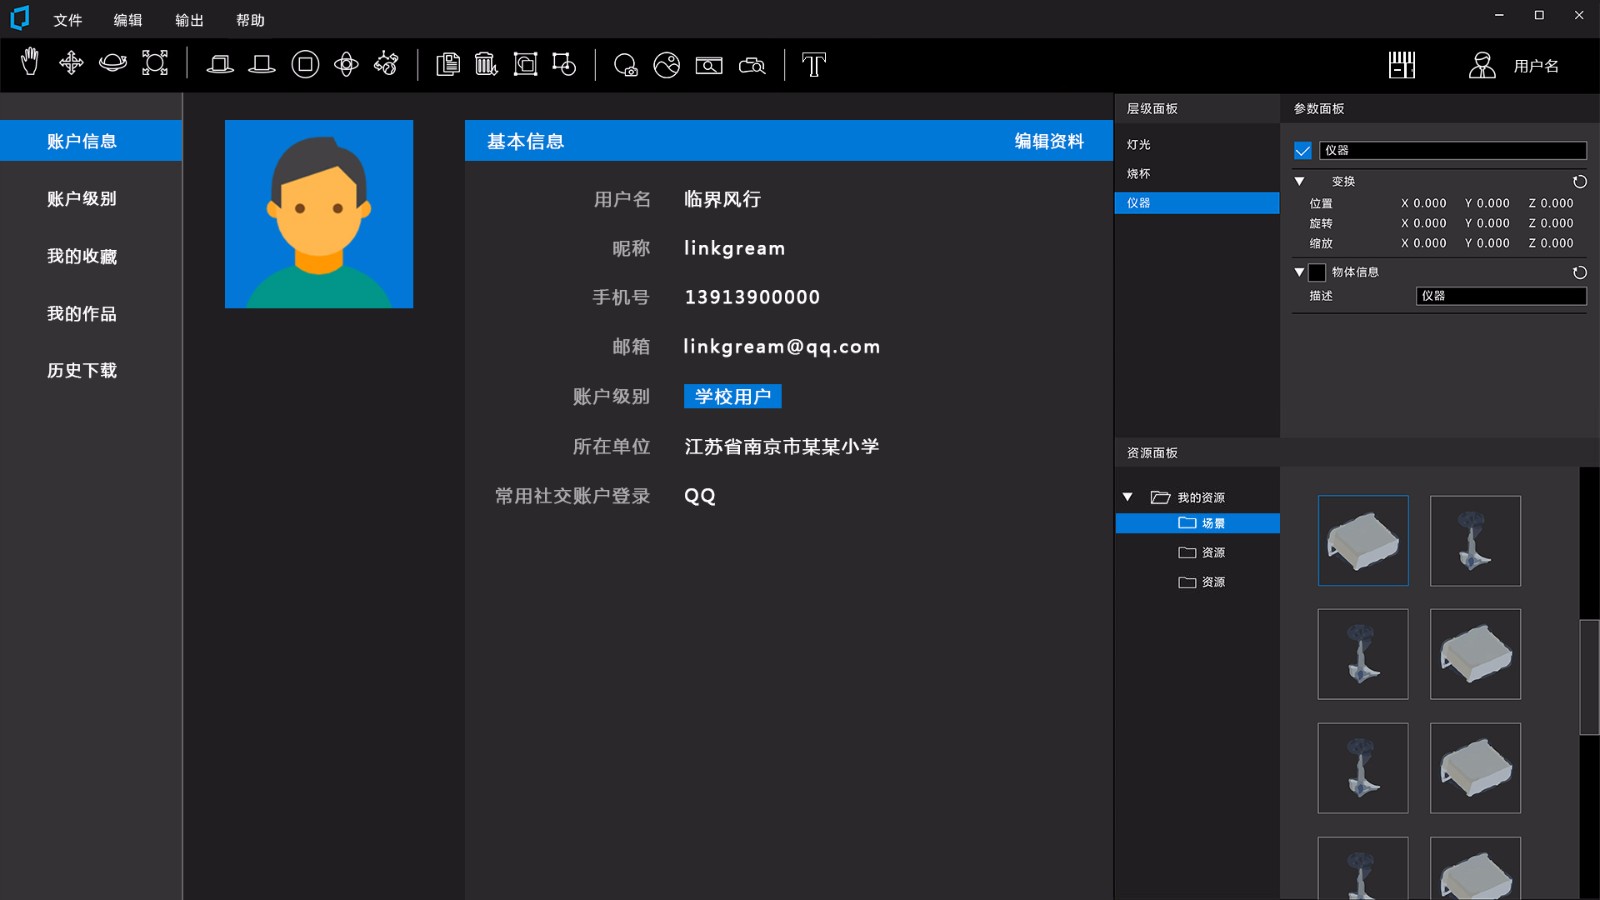 文件 编辑 输出 帮助
用户名
账户信息
账户级别
我的收藏
我的作品
历史下载
基本信息 编辑资料
用户名 临界风行
昵称 linkgream
手机号 13913900000
邮箱 linkgream@qq.com
账户级别 学校用户
所在单位 江苏省南京市某某小学
常用社交账户登录 QQ
层级面板
灯光
烧杯
仪器
参数面板
仪器
变换
位置 X 0.000 Y 0.000 Z 0.000
旋转 X 0.000 Y 0.000 Z 0.000
缩放 X 0.000 Y 0.000 Z 0.000
物体信息
描述 仪器
资源面板
我的资源
场景
资源
资源